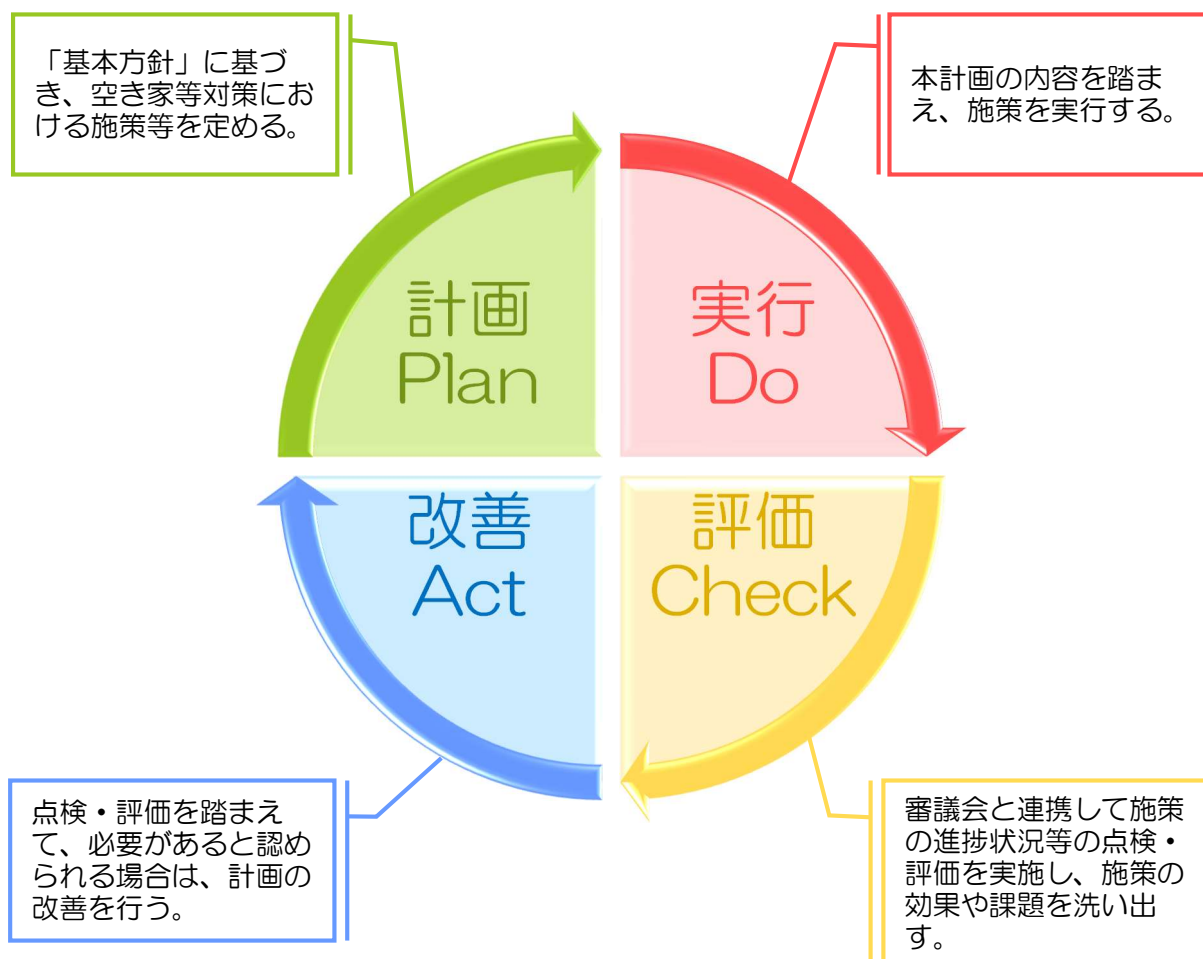 「基本方針」に基づ
き、空き家等対策にお
ける施策等を定める。
本計画の内容を踏ま
え、施策を実行する。
計画
Plan
実行
Do
改善
Act
評価
Check
点検・評価を踏まえ
て、必要があると認め
られる場合は、計画の
改善を行う。
審議会と連携して施策
の進捗状況等の点検・
評価を実施し、施策の
効果や課題を洗い出
す。